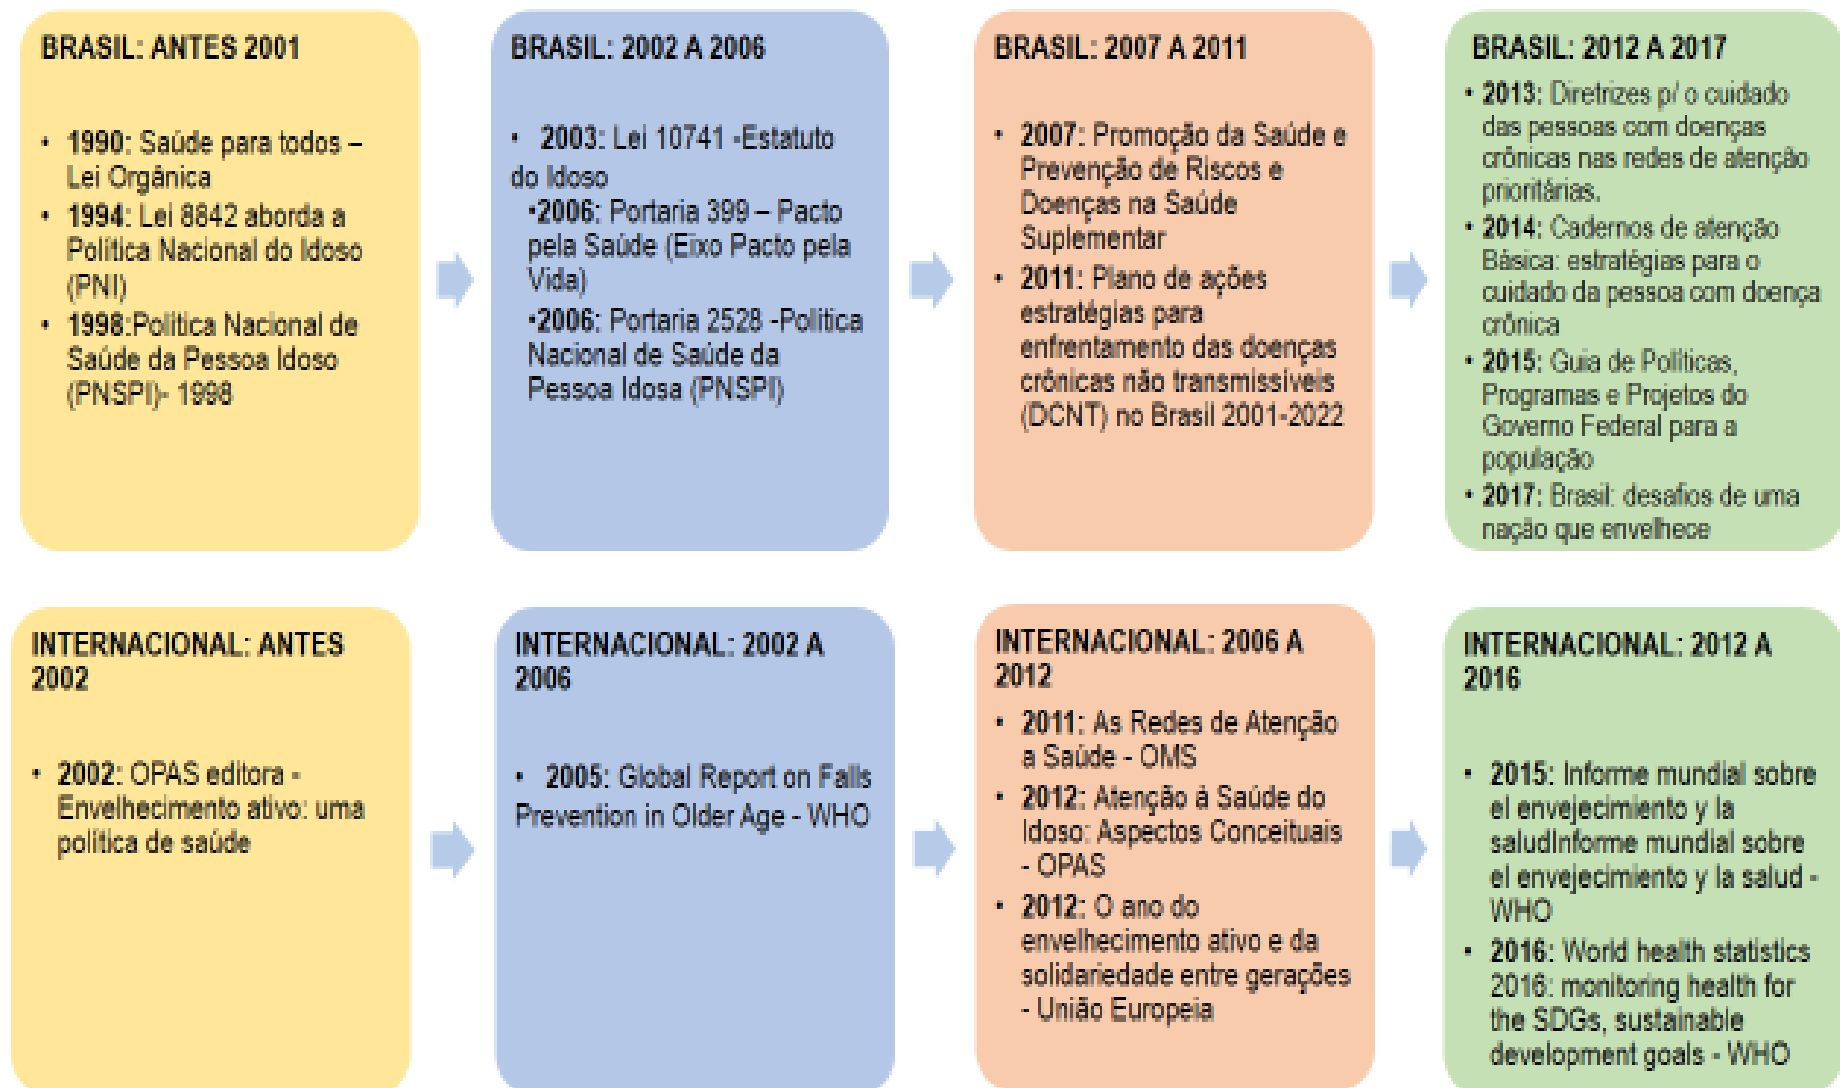 BRASIL: ANTES 2001
• 1990: Saúde para todos –
Lei Orgânica
• 1994: Lei 8842 aborda a
Política Nacional do Idoso
(PNI)
• 1998:Política Nacional de
Saúde da Pessoa Idoso
(PNSPI)- 1998
BRASIL: 2002 A 2006
• 2003: Lei 10741 -Estatuto
do Idoso
•2006: Portaria 399 – Pacto
pela Saúde (Eixo Pacto pela
Vida)
•2006: Portaria 2528 -Política
Nacional de Saúde da
Pessoa Idosa (PNSPI)
BRASIL: 2007 A 2011
• 2007: Promoção da Saúde e
Prevenção de Riscos e
Doenças na Saúde
Suplementar
• 2011: Plano de ações
estratégias para
enfrentamento das doenças
crônicas não transmissíveis
(DCNT) no Brasil 2001-2022
BRASIL: 2012 A 2017
• 2013: Diretrizes p/ o cuidado
das pessoas com doenças
crônicas nas redes de atenção
prioritárias.
• 2014: Cadernos de atenção
Básica: estratégias para o
cuidado da pessoa com doença
crônica
• 2015: Guia de Políticas,
Programas e Projetos do
Governo Federal para a
população
• 2017: Brasil: desafios de uma
nação que envelhece
INTERNACIONAL: ANTES
2002
• 2002: OPAS editora -
Envelhecimento ativo: uma
política de saúde
INTERNACIONAL: 2002 A
2006
• 2005: Global Report on Falls
Prevention in Older Age - WHO
INTERNACIONAL: 2006 A
2012
• 2011: As Redes de Atenção
a Saúde - OMS
• 2012: Atenção à Saúde do
Idoso: Aspectos Conceituais
- OPAS
• 2012: O ano do
envelhecimento ativo e da
solidariedade entre gerações
- União Europeia
INTERNACIONAL: 2012 A
2016
• 2015: Informe mundial sobre
el envejecimiento y la
saludInforme mundial sobre
el envejecimiento y la salud -
WHO
• 2016: World health statistics
2016: monitoring health for
the SDGs, sustainable
development goals - WHO